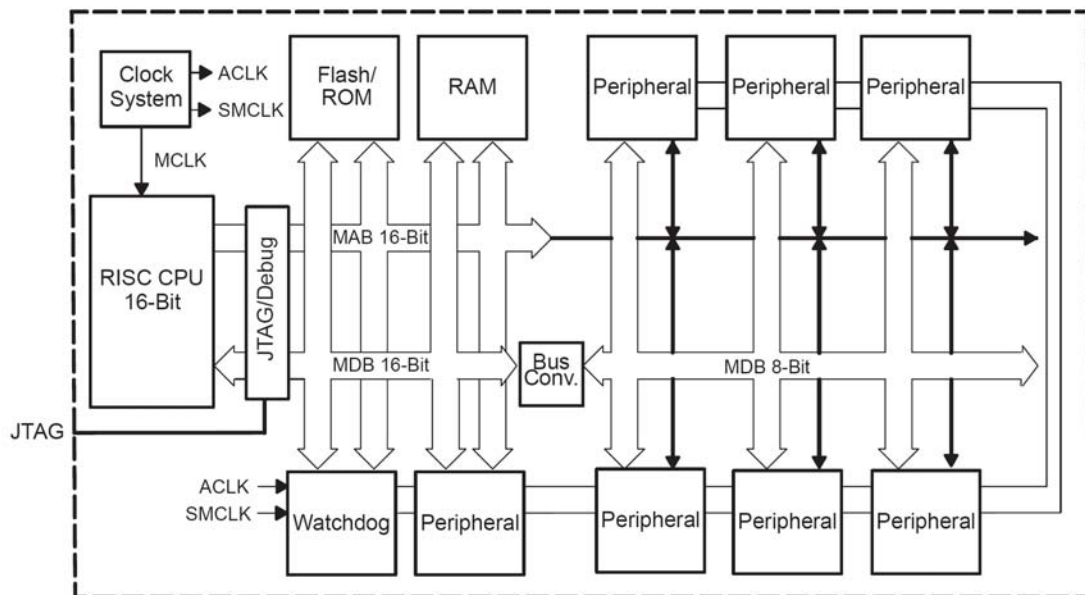 Clock
System
ACLK
SMCLK
MCLK
Flash/
ROM
RAM
Peripheral
Peripheral
Peripheral
RISC CPU
16-Bit
JTAG/Debug
MAB 16-Bit
MDB 16-Bit
Bus
Conv.
MDB 8-Bit
JTAG
ACLK
SMCLK
Watchdog
Peripheral
Peripheral
Peripheral
Peripheral